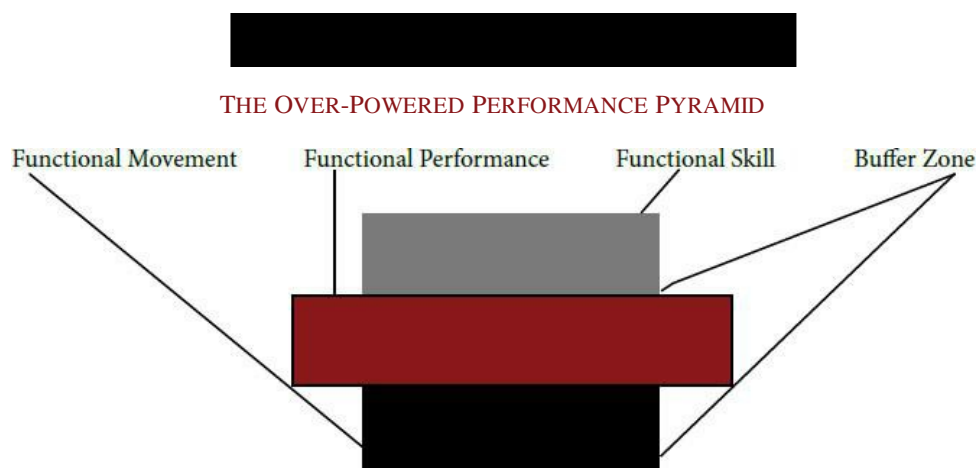 THE OVER-POWERED PERFORMANCE PYRAMID
Functional Movement Functional Performance Functional Skill Buffer Zone